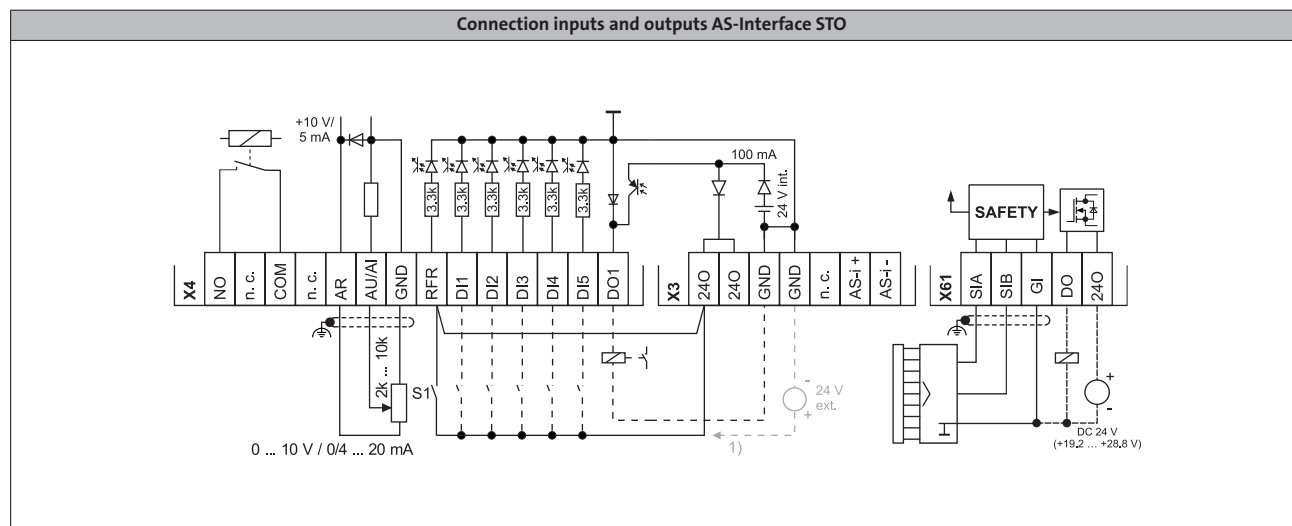 Connection inputs and outputs AS-Interface STO
+10 V/
5 mA
100 mA
3.3k
3.3k
3.3k
3.3k
3.3k
3.3k
24 V int.
SAFETY
X4
NO
n. c.
COM
n. c.
AR
AU/AI
GND
RFR
DI1
DI2
DI3
DI4
DI5
DO1
X3
24O
24O
GND
GND
n. c.
AS-i +
AS-i -
X61
SIA
SIB
GI
DO
24O
2k ... 10k
S1
-
24 V
ext.
+
1)
0 ... 10 V / 0/4 ... 20 mA
+
-
DC 24 V
(+19.2 ... +28.8 V)